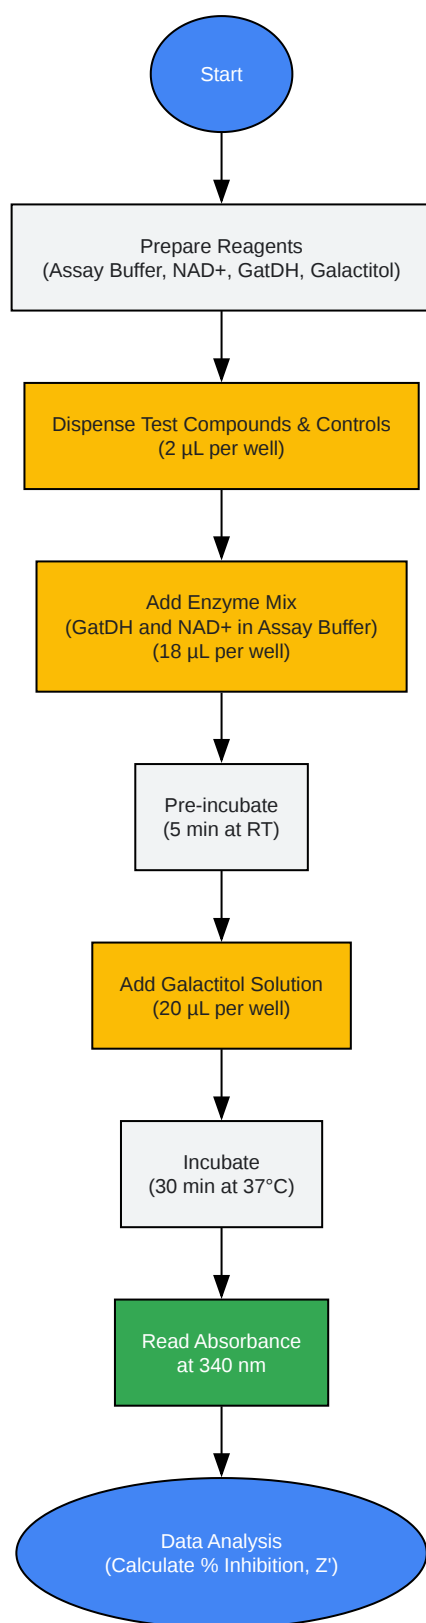 Start
Prepare Reagents
(Assay Buffer, NAD+, GatDH, Galactitol)
Dispense Test Compounds & Controls
(2 µL per well)
Add Enzyme Mix
(GatDH and NAD+ in Assay Buffer)
(18 µL per well)
Pre-incubate
(5 min at RT)
Add Galactitol Solution
(20 µL per well)
Incubate
(30 min at 37°C)
Read Absorbance
at 340 nm
Data Analysis
(Calculate % Inhibition, Z')